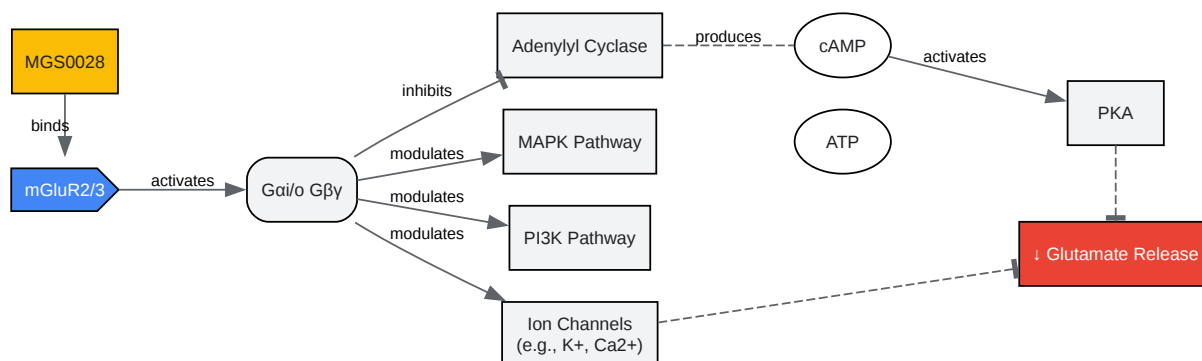 MGS0028
binds
mGluR2/3
activates
Gαi/o Gβγ
inhibits
modulates
modulates
modulates
Adenylyl Cyclase
produces
cAMP
activates
PKA
MAPK Pathway
ATP
PI3K Pathway
Ion Channels
(e.g., K+, Ca2+)
↓ Glutamate Release